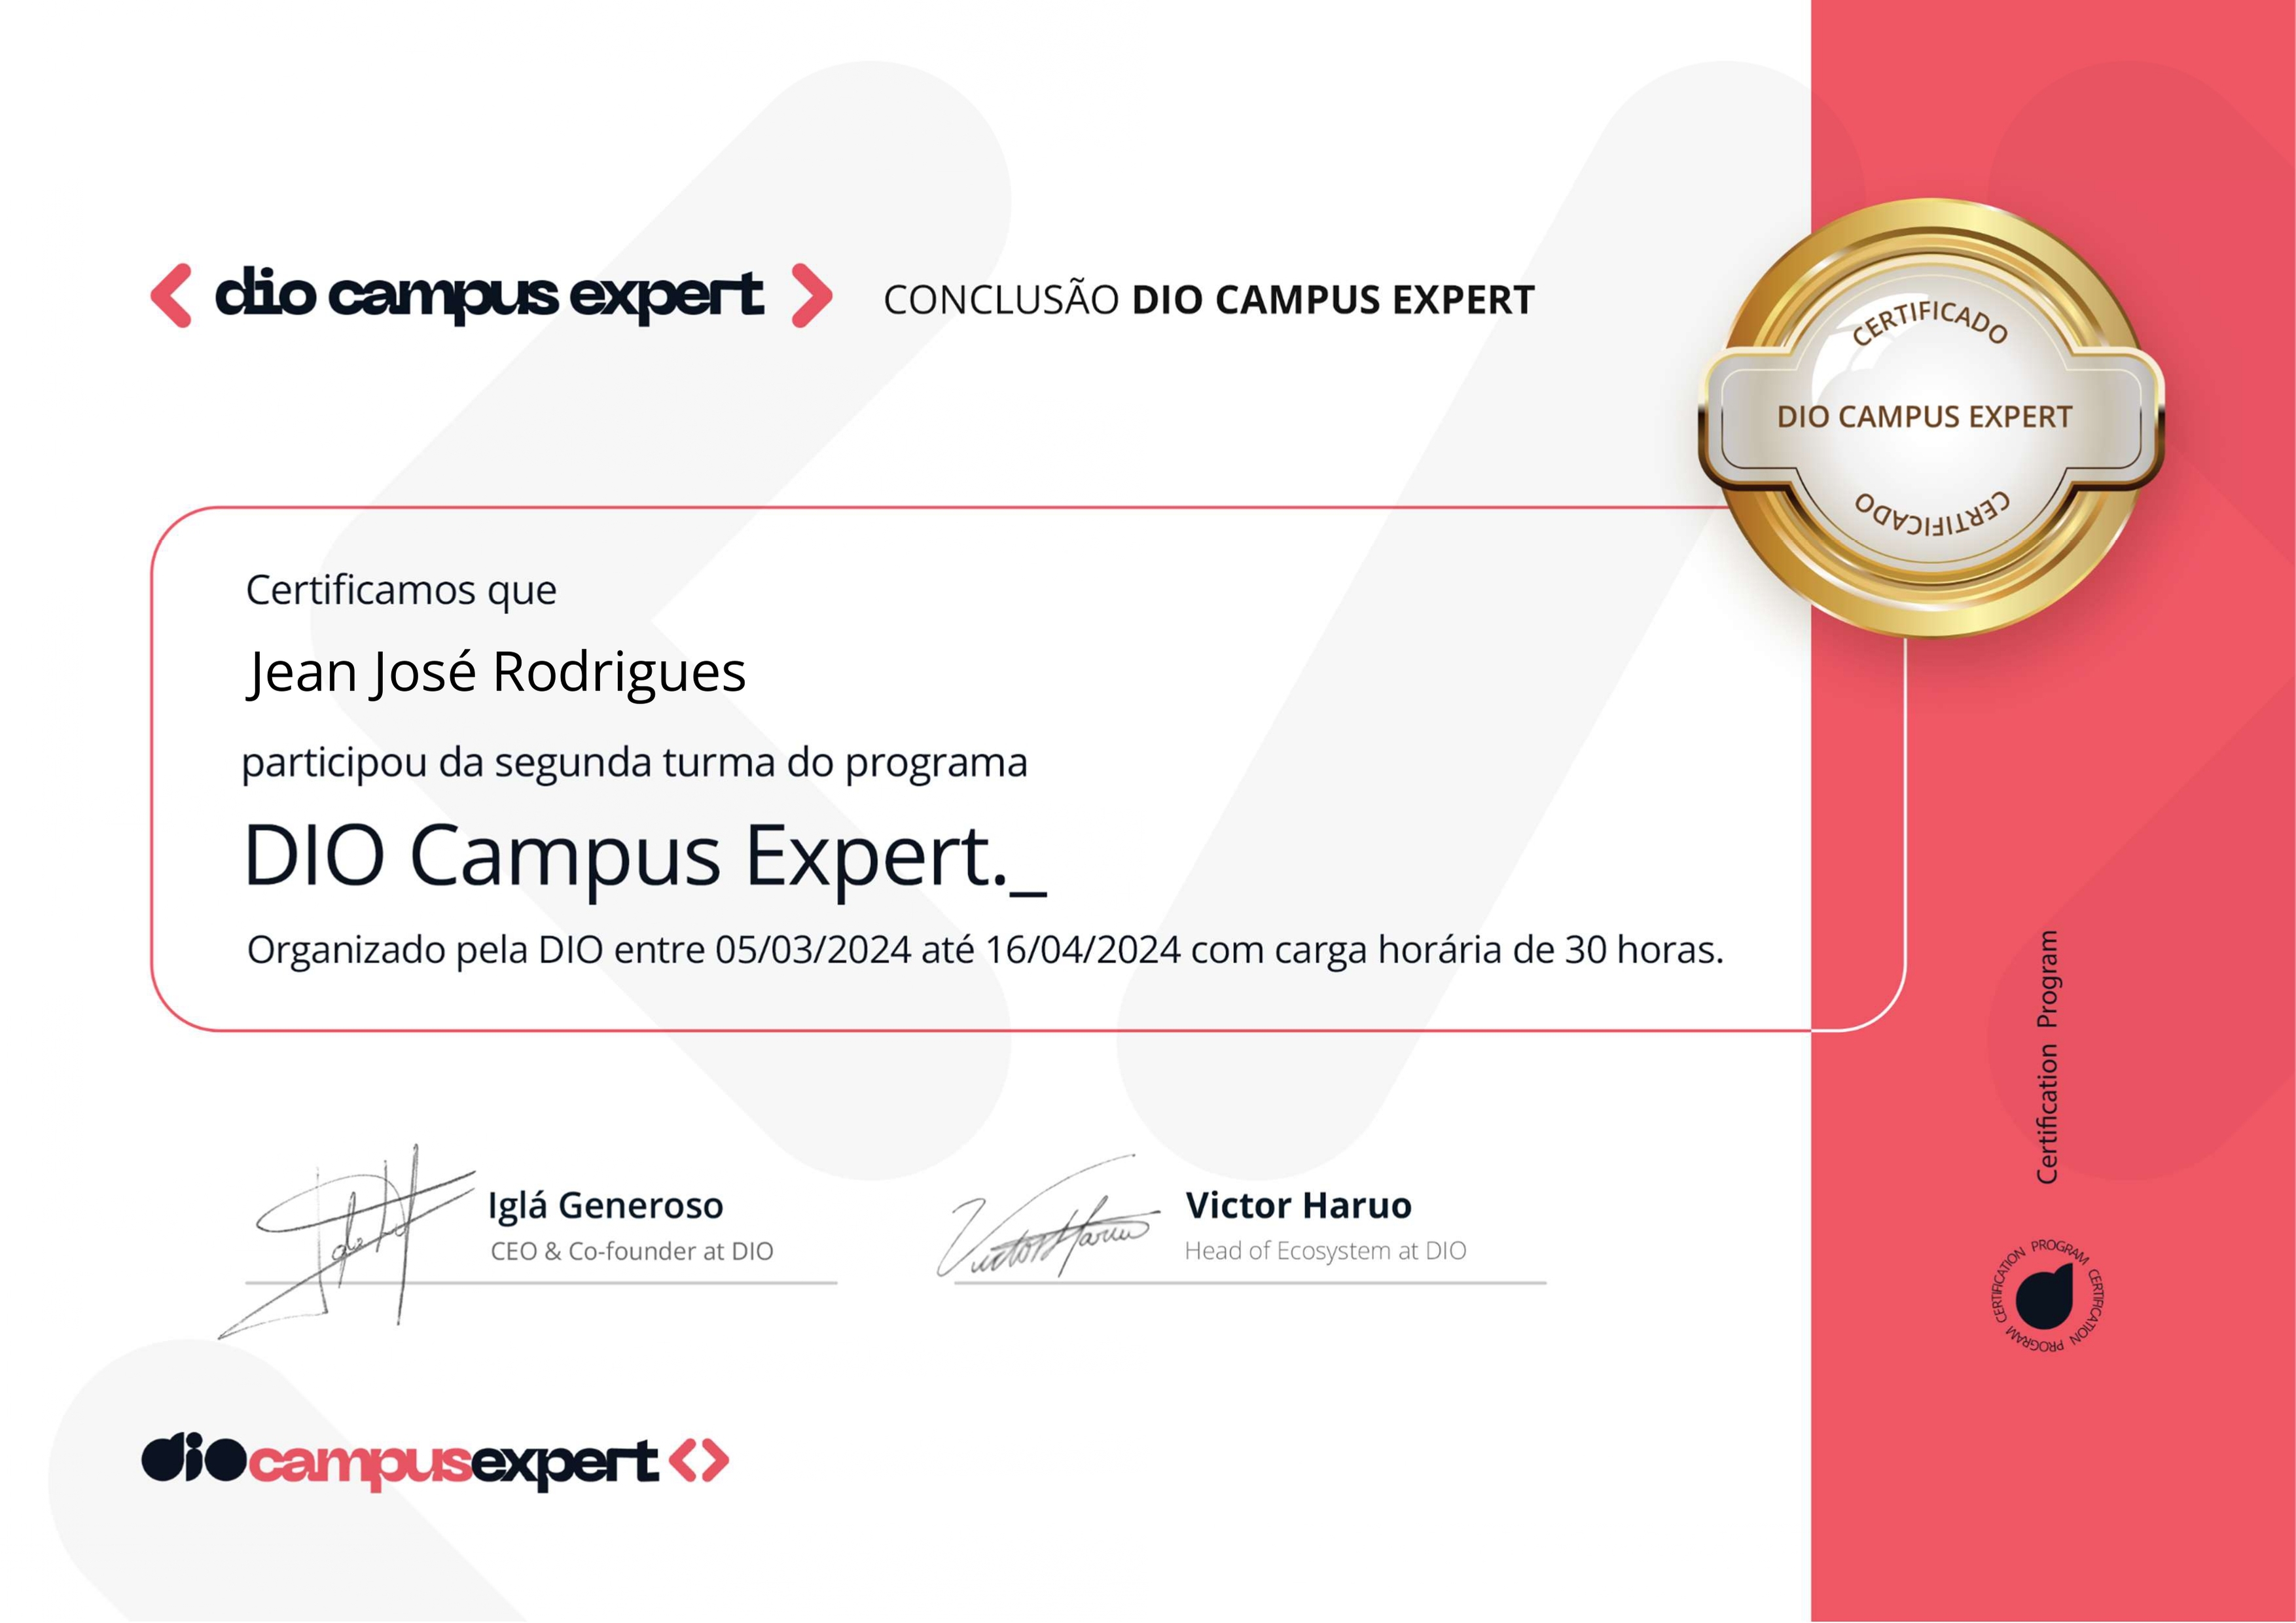 dio campus expert
CONCLUSÃO DIO CAMPUS EXPERT
CERTIFICADO
DIO CAMPUS EXPERT
CERTIFICADO
Certificamos que
Jean José Rodrigues
participou da segunda turma do programa
DIO Campus Expert._
Organizado pela DIO entre 05/03/2024 até 16/04/2024 com carga horária de 30 horas.
Certification Program
Iglá Generoso
CEO & Co-founder at DIO
Victor Haruo
Victor Haruo
Head of Ecosystem at DIO
CERTIFICATION PROGRAM CERTIFICATION PROGRAM
diocampusexpert<>